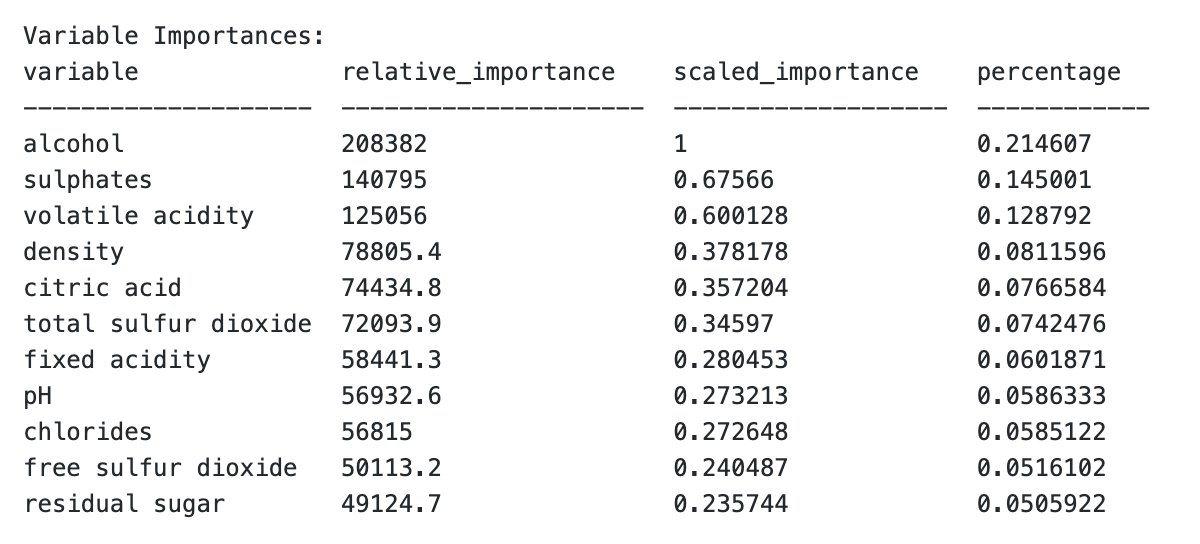 Variable Importances:
variable relative_importance scaled_importance percentage
-------------------- --------------------- ------------------- ------------
alcohol 208382 1 0.214607
sulphates 140795 0.67566 0.145001
volatile acidity 125056 0.600128 0.128792
density 78805.4 0.378178 0.0811596
citric acid 74434.8 0.357204 0.0766584
total sulfur dioxide 72093.9 0.34597 0.0742476
fixed acidity 58441.3 0.280453 0.0601871
pH 56932.6 0.273213 0.0586333
chlorides 56815 0.272648 0.0585122
free sulfur dioxide 50113.2 0.240487 0.0516102
residual sugar 49124.7 0.235744 0.0505922